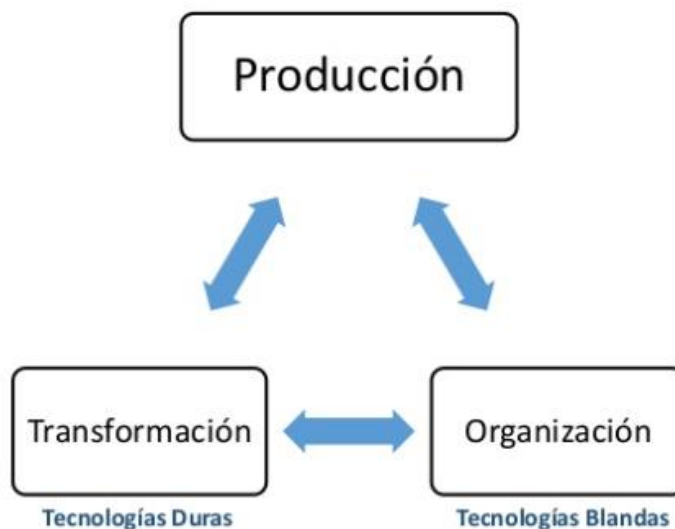 Producción
Transformación
Organización
Tecnologías Duras
Tecnologías Blandas